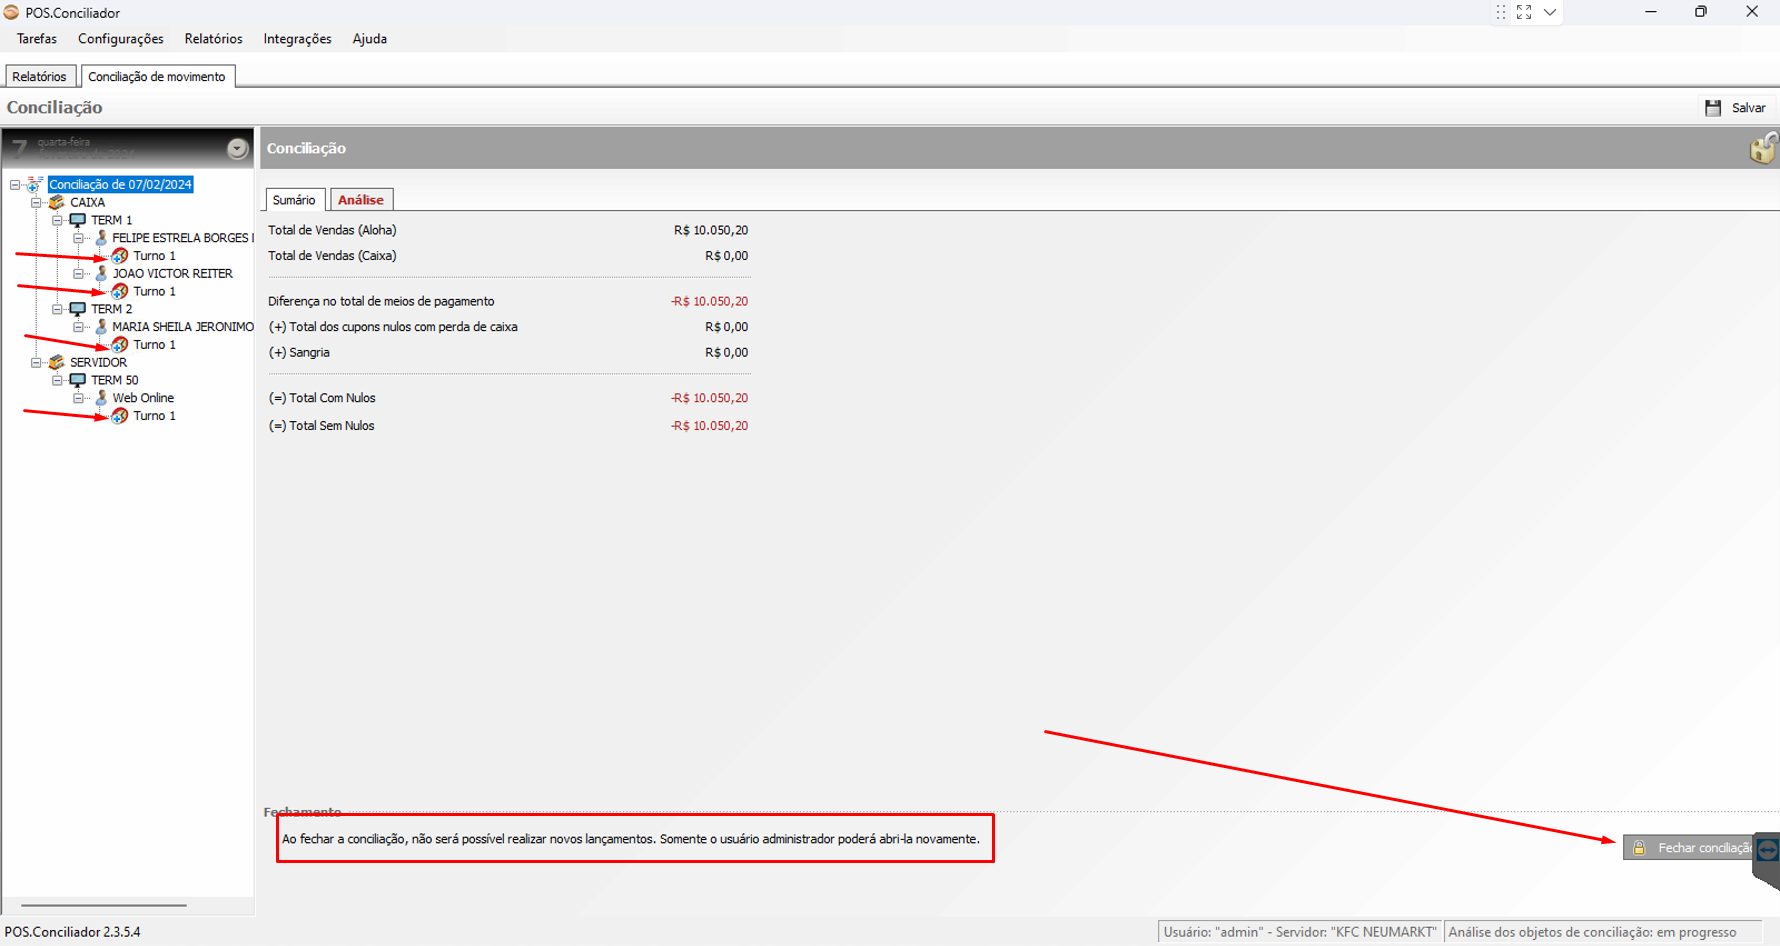 POS.Conciliador
Tarefas Configurações Relatórios Integrações Ajuda
Relatórios Conciliação de movimento
Conciliação
Salvar
7 quarta-feira
fevereiro de 2024
Conciliação
Conciliação de 07/02/2024
CAIXA
TERM 1
FELIPE ESTRELA BORGES
Turno 1
JOAO VICTOR REITER
Turno 1
TERM 2
MARIA SHEILA JERONIMO
Turno 1
SERVIDOR
TERM 50
Web Online
Turno 1
Sumário Análise
Total de Vendas (Aloha) R$ 10.050,20
Total de Vendas (Caixa) R$ 0,00
Diferença no total de meios de pagamento -R$ 10.050,20
(+) Total dos cupons nulos com perda de caixa R$ 0,00
(+) Sangria R$ 0,00
(=) Total Com Nulos -R$ 10.050,20
(=) Total Sem Nulos -R$ 10.050,20
Fechamento
Ao fechar a conciliação, não será possível realizar novos lançamentos. Somente o usuário administrador poderá abri-la novamente.
Fechar conciliaçã
POS.Conciliador 2.3.5.4
Usuário: "admin" - Servidor: "KFC NEUMARKT" Análise dos objetos de conciliação: em progresso